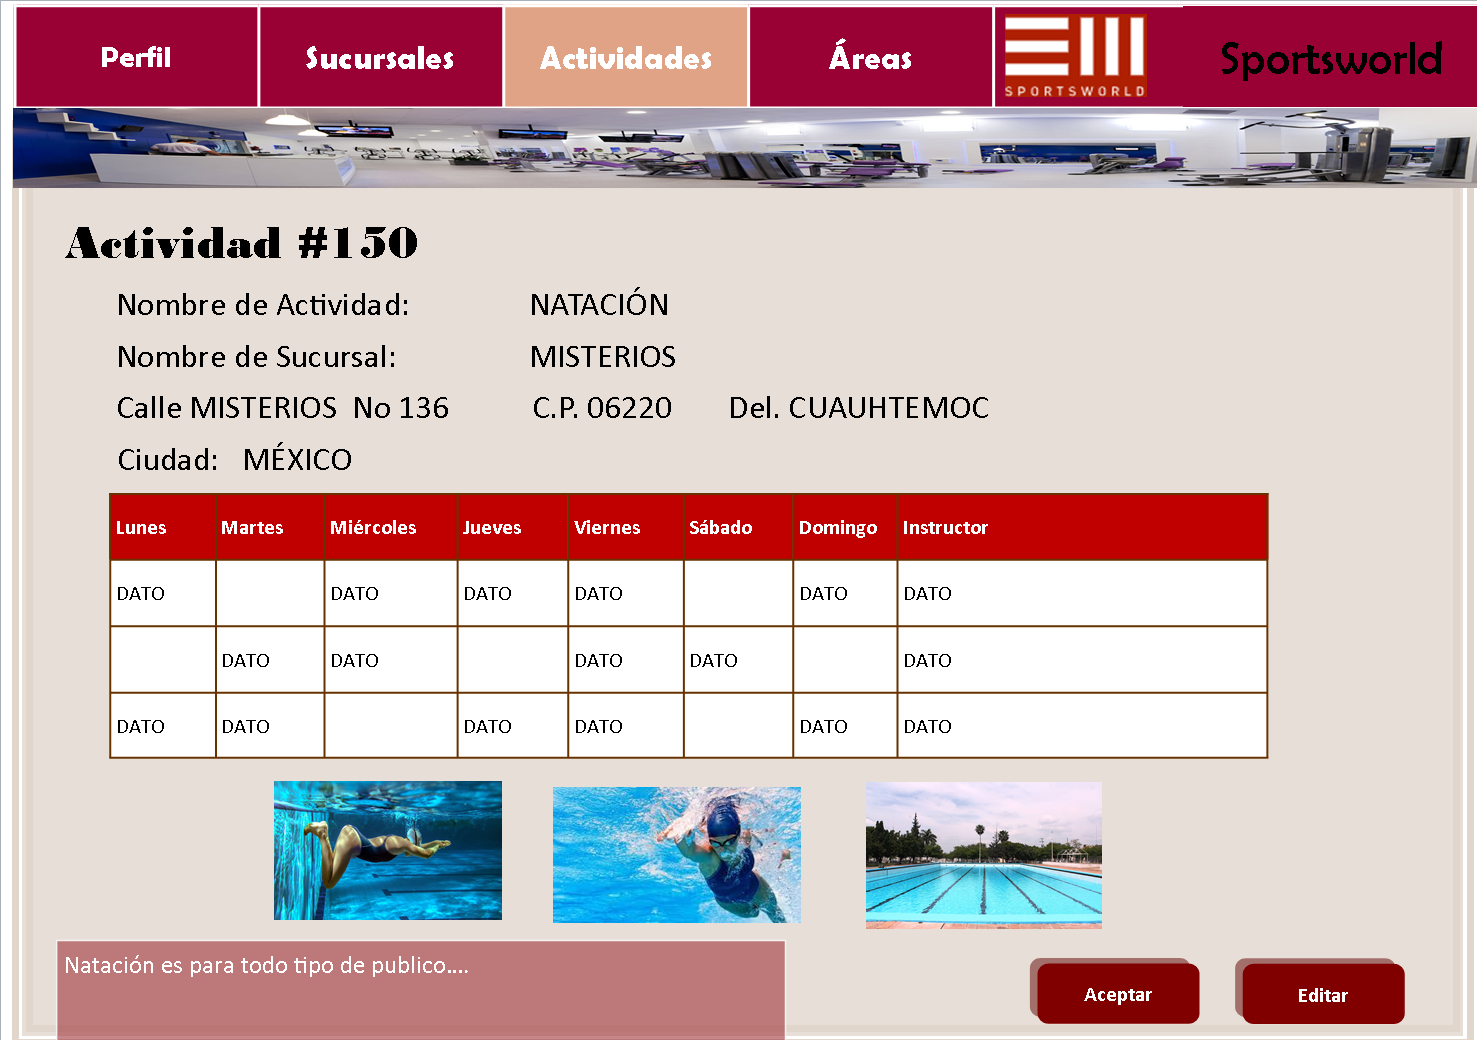 Perfil Sucursales Actividades Áreas SPORTSWORLD Sportsworld
Actividad #150
Nombre de Actividad: NATACIÓN
Nombre de Sucursal: MISTERIOS
Calle MISTERIOS No 136 C.P. 06220 Del. CUAUHTEMOC
Ciudad: MÉXICO
Lunes Martes Miércoles Jueves Viernes Sábado Domingo Instructor
DATO DATO DATO DATO DATO DATO
DATO DATO DATO DATO DATO
DATO DATO DATO DATO DATO DATO
Natación es para todo tipo de publico....
Aceptar Editar